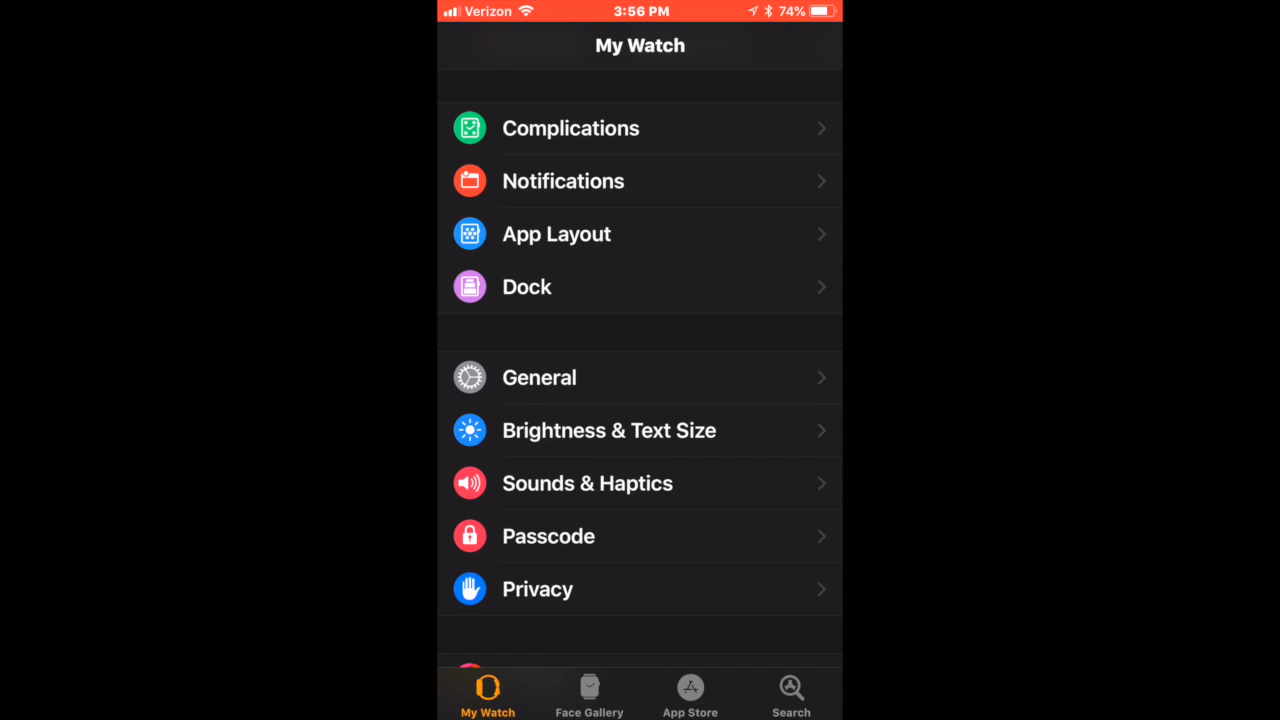 Verizon 3:56 PM 74%
My Watch
Complications
Notifications
App Layout
Dock
General
Brightness & Text Size
Sounds & Haptics
Passcode
Privacy
My Watch Face Gallery App Store Search